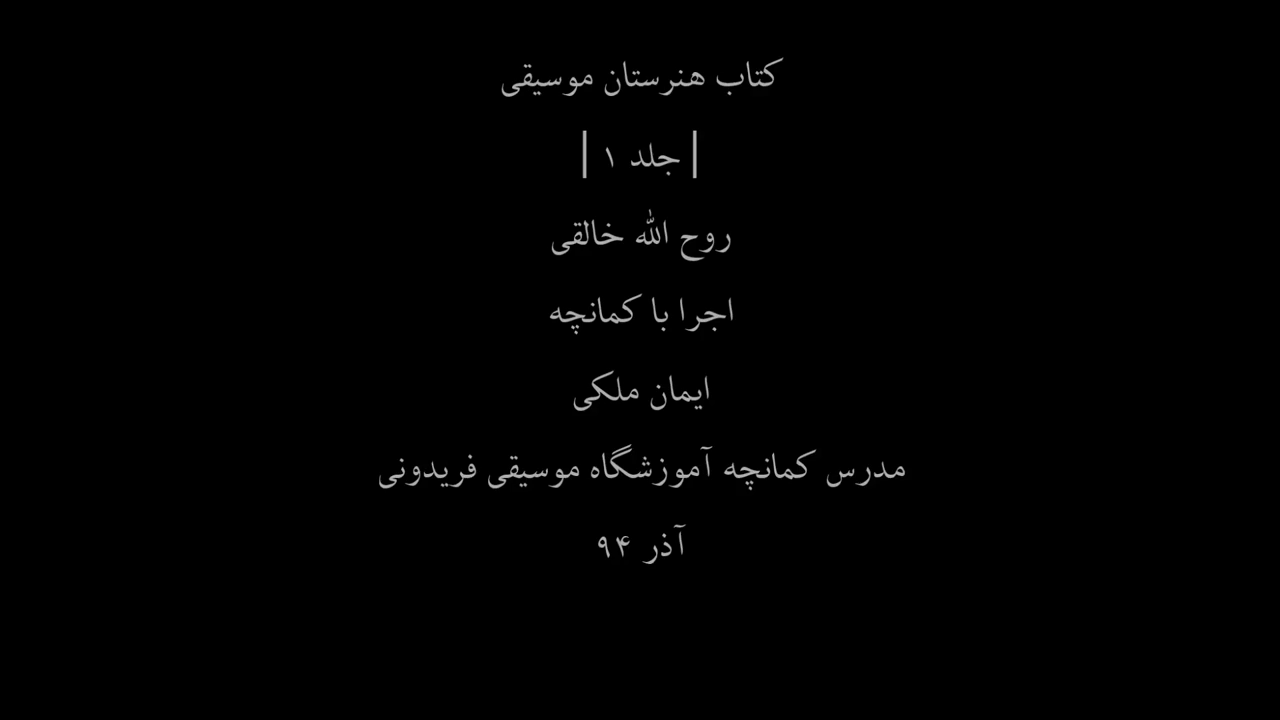 کتاب هنرستان موسیقی
| جلد ۱ |
روح الله خالقی
اجرا با کمانچه
ایمان ملکی
مدرس کمانچه آموزشگاه موسیقی فریدونی
آذر ۹۴